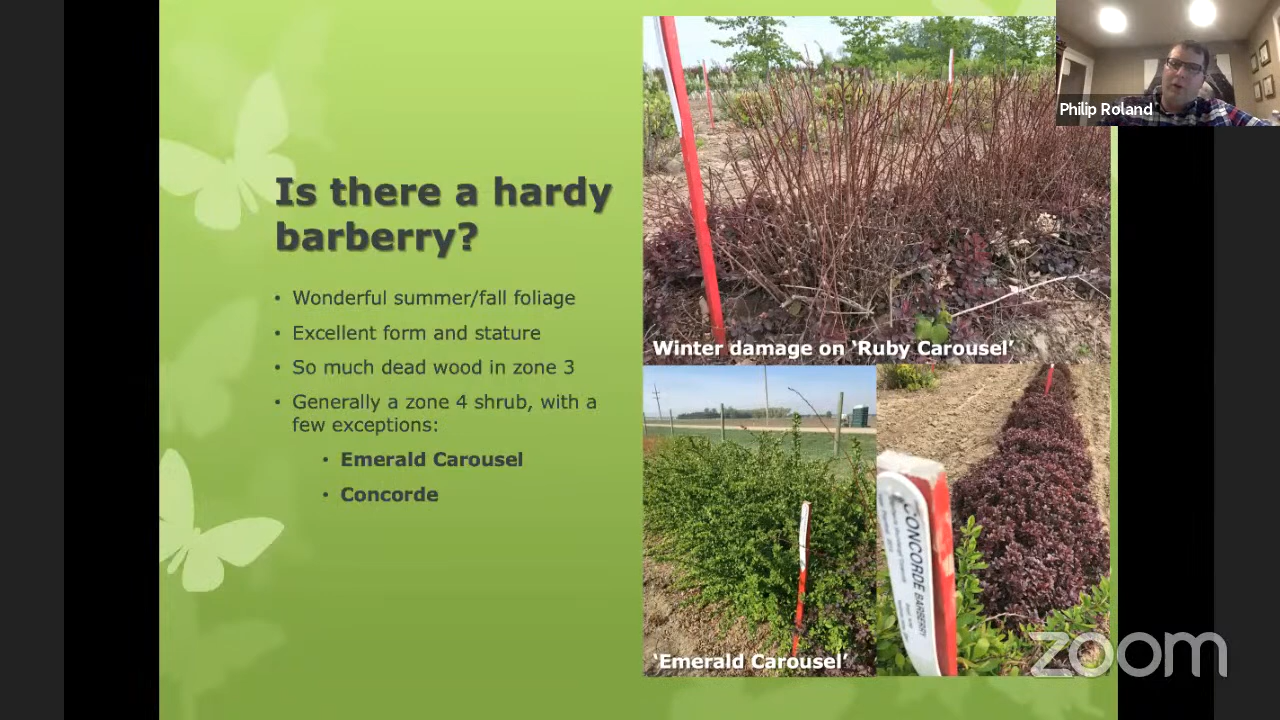 Is there a hardy
barberry?
• Wonderful summer/fall foliage
• Excellent form and stature
• So much dead wood in zone 3
• Generally a zone 4 shrub, with a
few exceptions:
• Emerald Carousel
• Concorde
Winter damage on ‘Ruby Carousel’
‘Emerald Carousel’
CONCORDE BARBERRY
Philip Roland
zoom